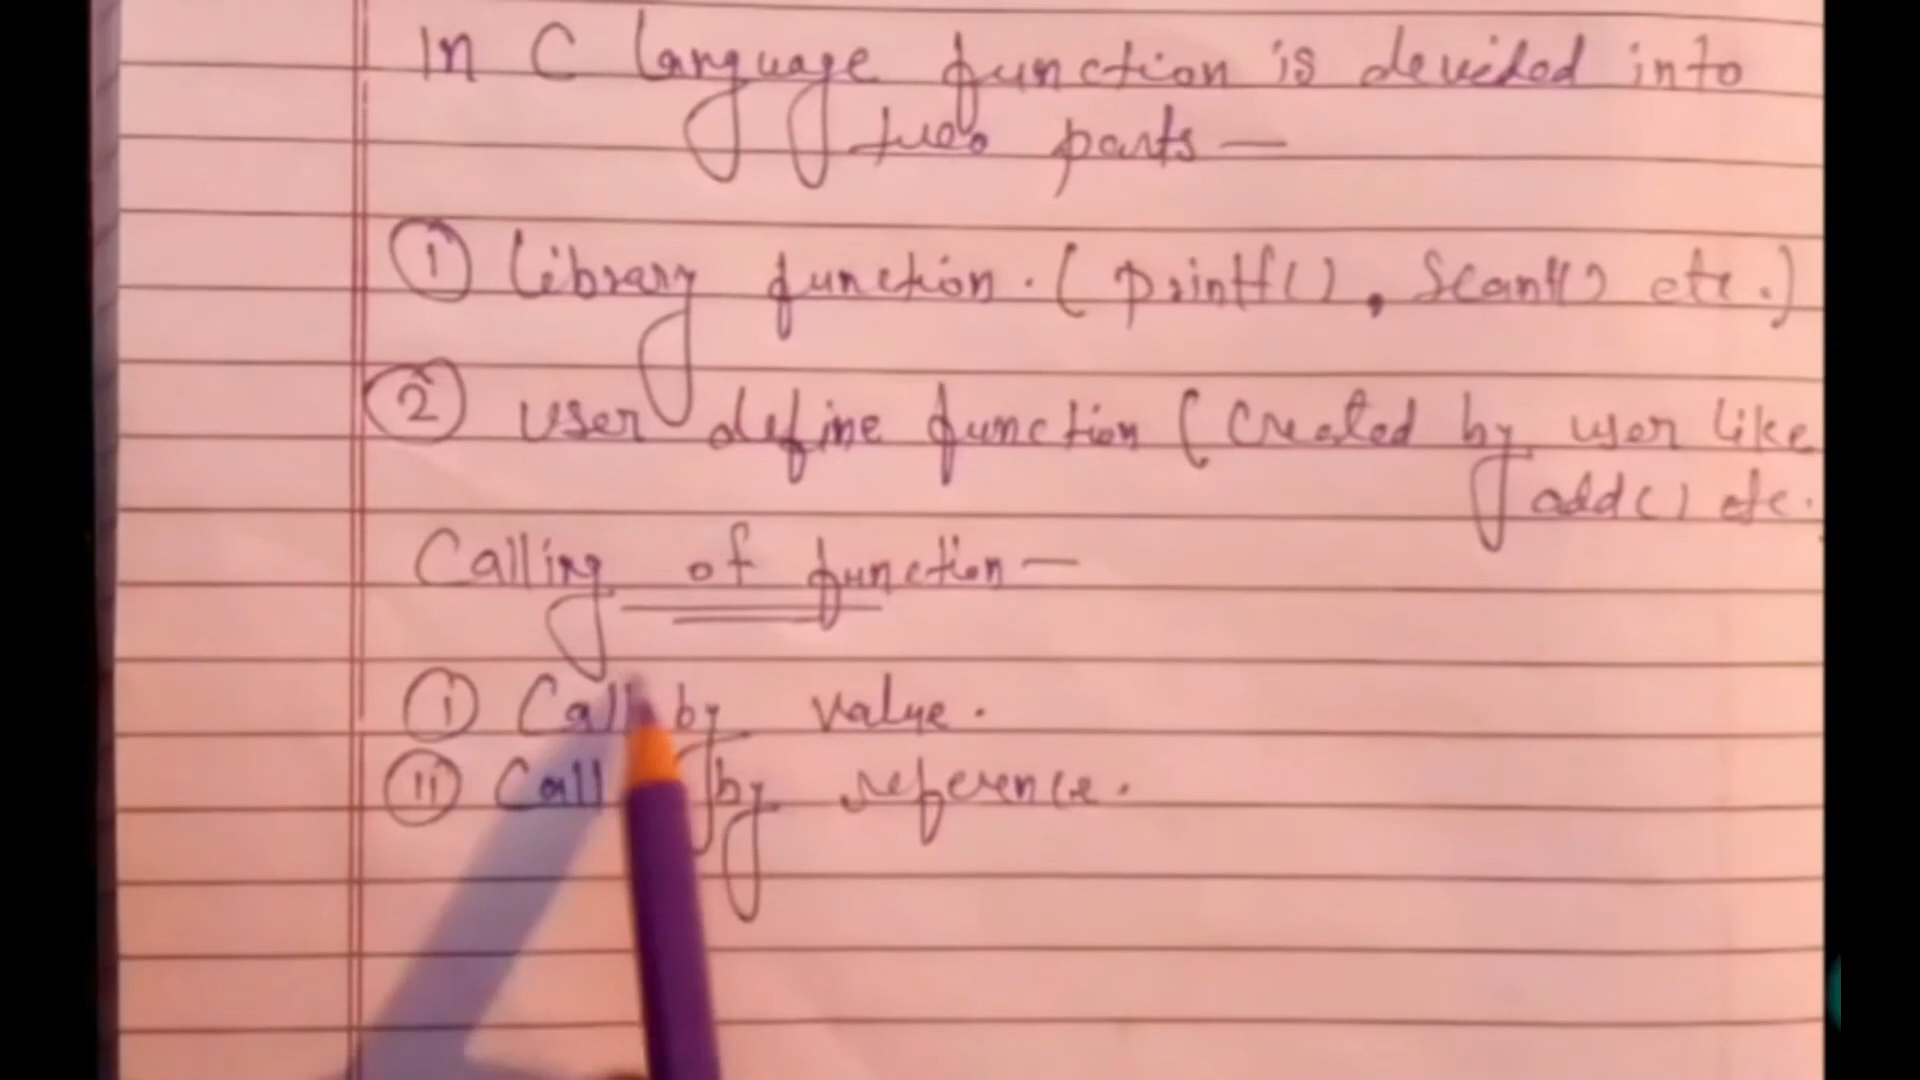 In C language function is devided into
two parts —
① Library function. (printf(), Scanf() etc.)
② User define function (Created by user like
add() etc.
Calling of function —
(i) Call by value.
(ii) Call by reference.